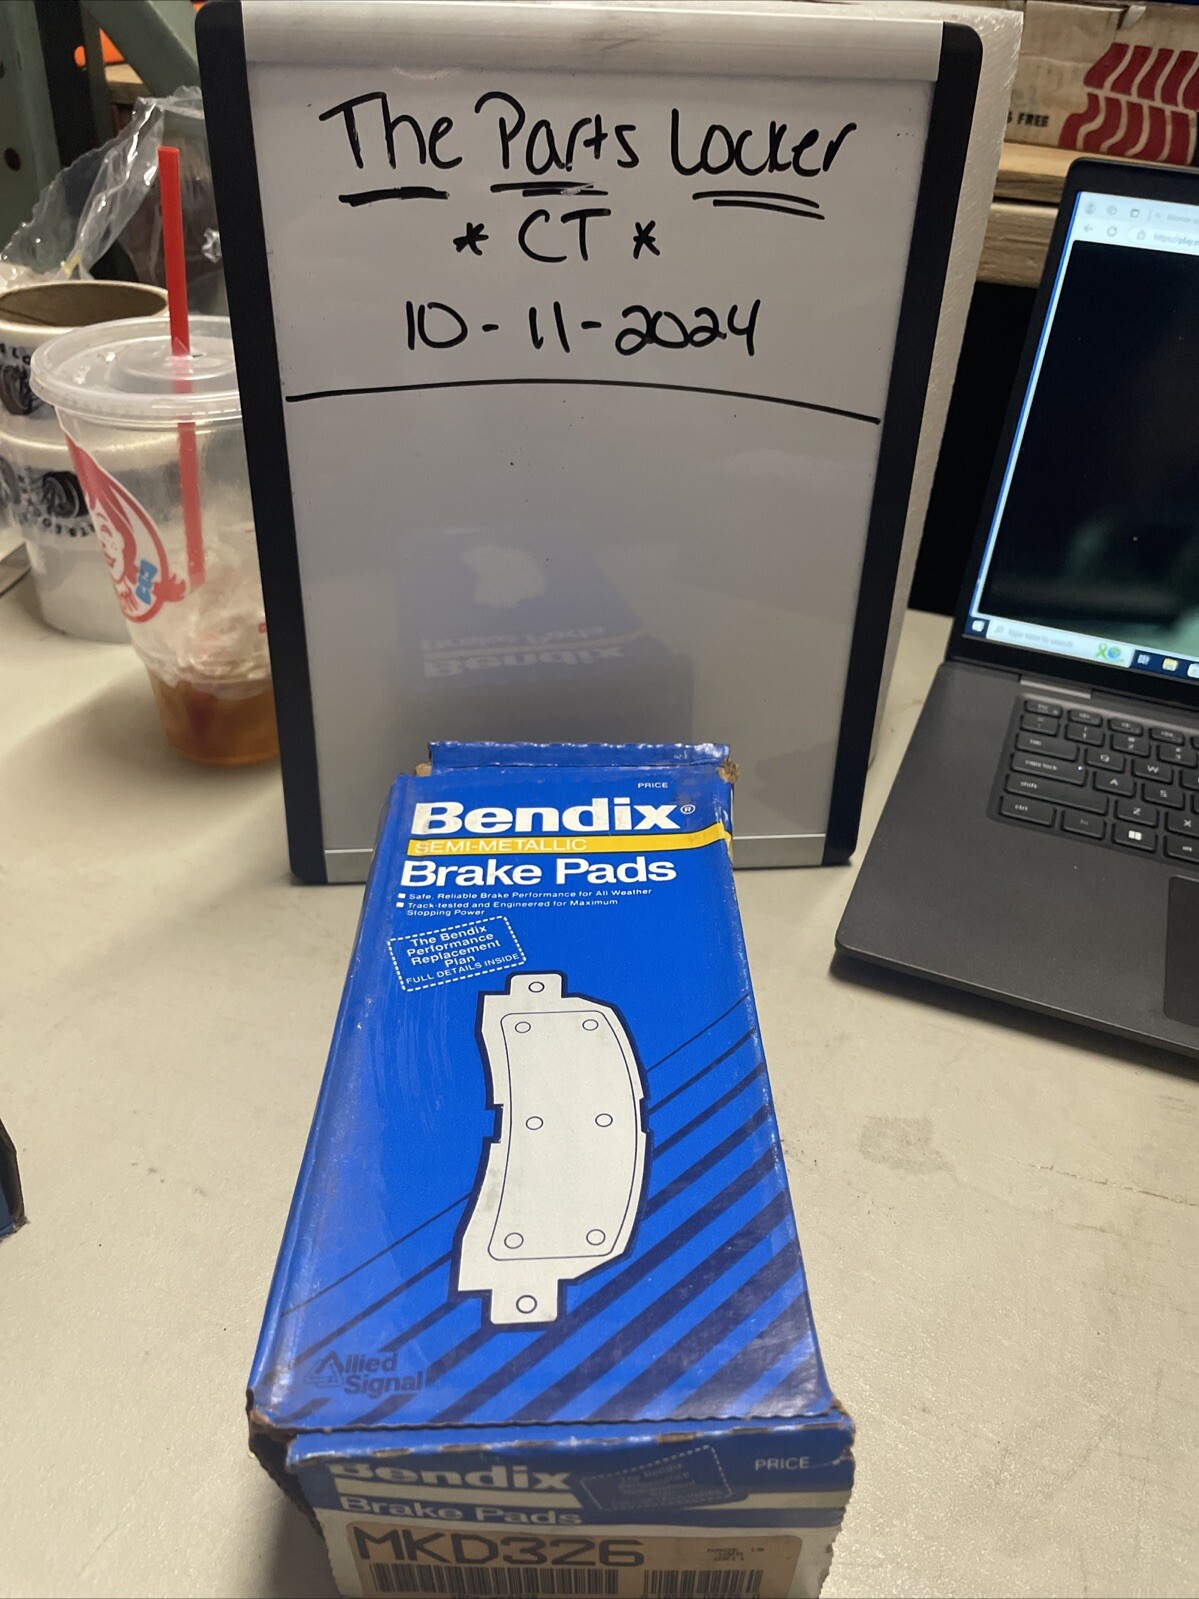 The Parts Locker
* CT *
10-11-2024
S FREE
PRICE
Bendix®
SEMI-METALLIC
Brake Pads
Safe, Reliable Brake Performance for All Weather
Track-tested and Engineered for Maximum
Stopping Power
The Bendix
Performance
Replacement
Plan
FULL DETAILS INSIDE
Allied
Signal
Bendix
PRICE
Brake Pads
MKD326